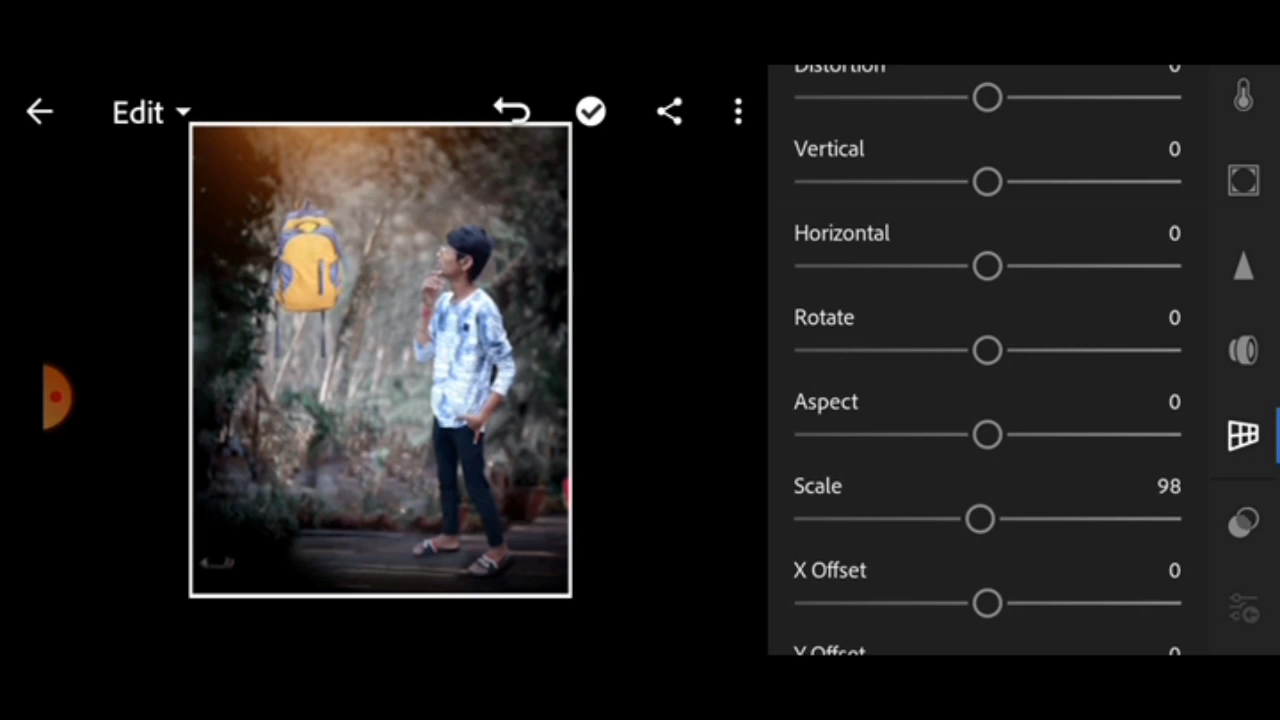 Edit
Distortion 0
Vertical 0
Horizontal 0
Rotate 0
Aspect 0
Scale 98
X Offset 0
Y Offset 0